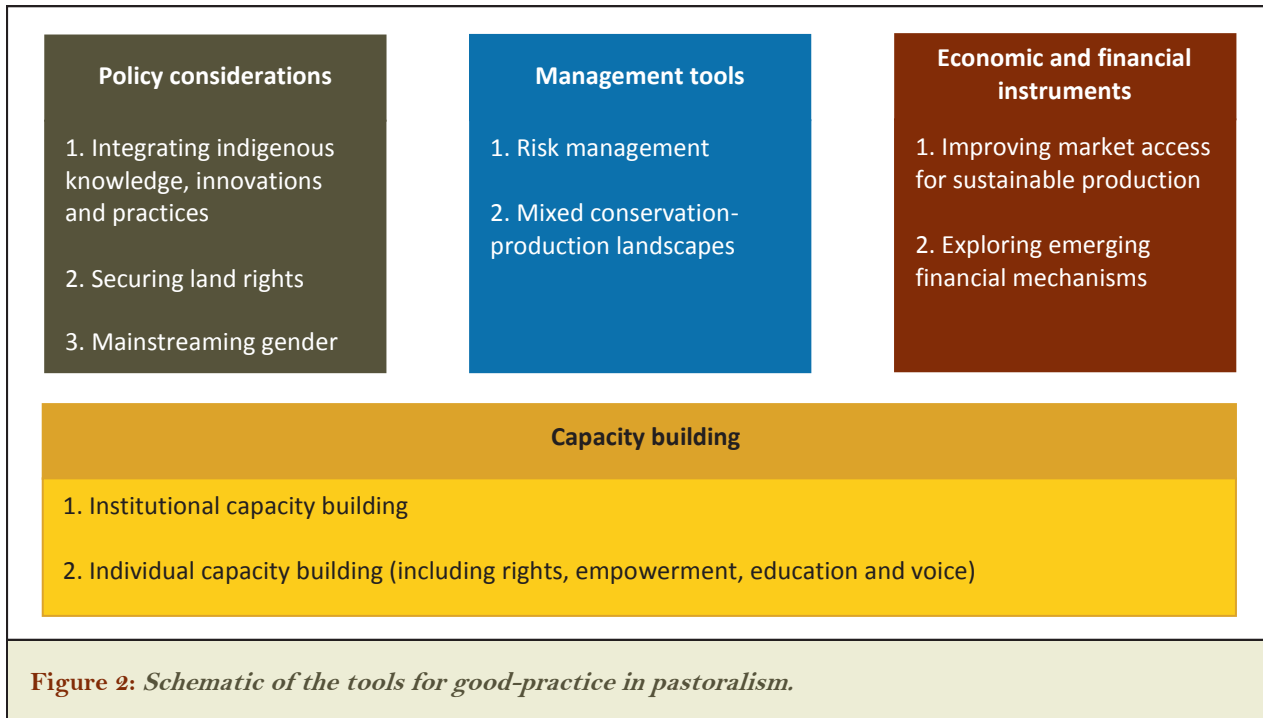 Policy considerations
1. Integrating indigenous
knowledge, innovations
and practices
2. Securing land rights
3. Mainstreaming gender
Management tools
1. Risk management
2. Mixed conservation-
production landscapes
Economic and financial
instruments
1. Improving market access
for sustainable production
2. Exploring emerging
financial mechanisms
Capacity building
1. Institutional capacity building
2. Individual capacity building (including rights, empowerment, education and voice)
Figure 2: Schematic of the tools for good-practice in pastoralism.